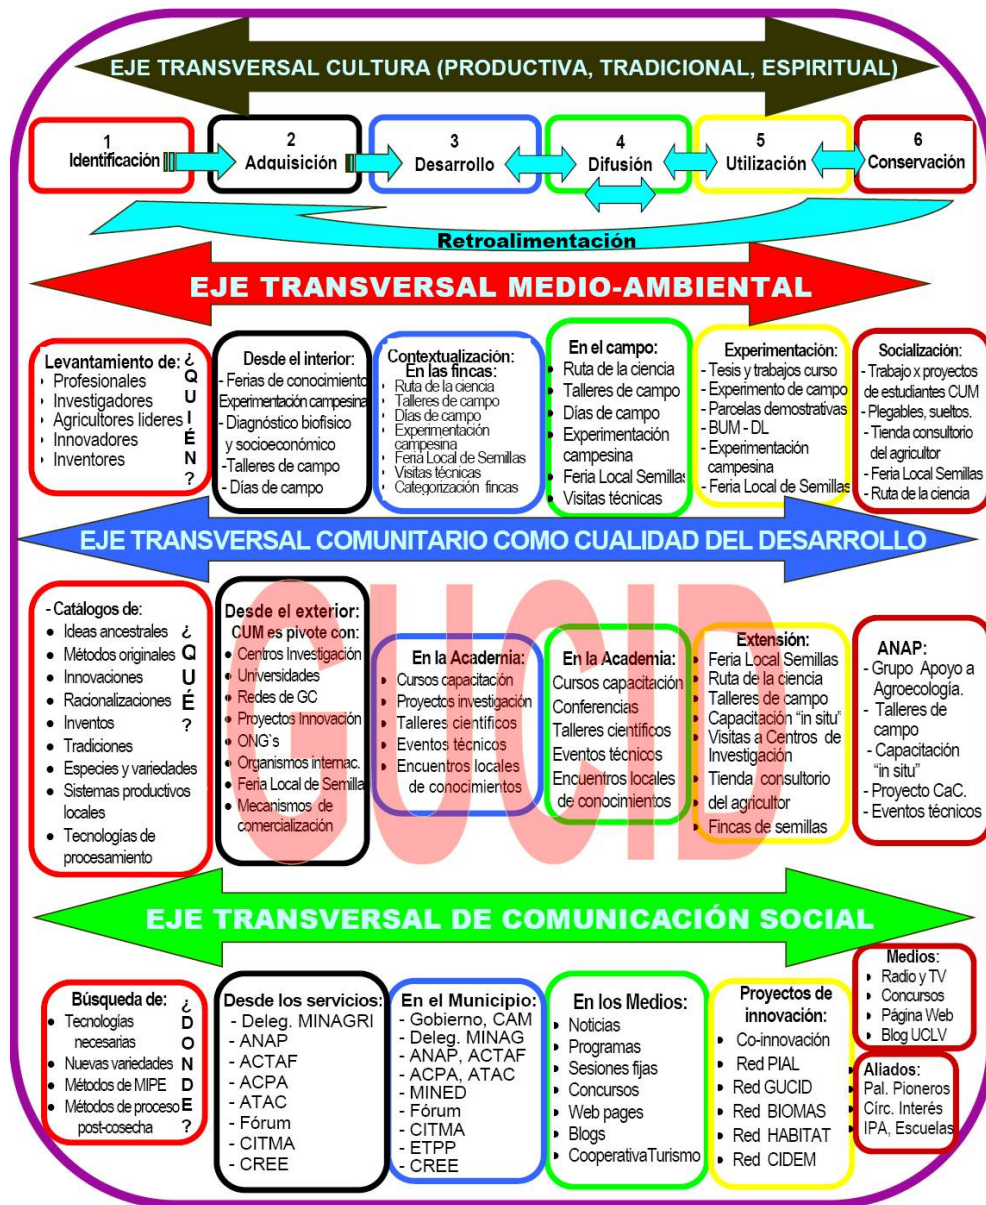 EJE TRANSVERSAL CULTURA (PRODUCTIVA, TRADICIONAL, ESPIRITUAL)
1
Identificación
2
Adquisición
3
Desarrollo
4
Difusión
5
Utilización
6
Conservación
Retroalimentación
EJE TRANSVERSAL MEDIO-AMBIENTAL
Levantamiento de:
Profesionales
Investigadores
Agricultores lideres
Innovadores
Inventores
¿QUIÉN?
Desde el interior:
- Ferias de conocimiento
Experimentación campesina
- Diagnóstico biofísico
y socioeconómico
- Talleres de campo
- Días de campo
Contextualización:
En las fincas:
Ruta de la ciencia
Talleres de campo
Días de campo
Experimentación
campesina
Feria Local de Semillas
Visitas técnicas
Categorización fincas
En el campo:
Ruta de la ciencia
Talleres de campo
Días de campo
Experimentación
campesina
Feria Local Semillas
Visitas técnicas
Experimentación:
- Tesis y trabajos curso
- Experimento de campo
- Parcelas demostrativas
- BUM - DL
- Experimentación
campesina
- Feria Local de Semillas
Socialización:
- Trabajo x proyectos
de estudiantes CUM
- Plegables, sueltos.
- Tienda consultorio
del agricultor
- Feria Local Semillas
- Ruta de la ciencia
EJE TRANSVERSAL COMUNITARIO COMO CUALIDAD DEL DESARROLLO
GUCID
- Catálogos de:
Ideas ancestrales
Métodos originales
Innovaciones
Racionalizaciones
Inventos
Tradiciones
Especies y variedades
Sistemas productivos
locales
Tecnologías de
procesamiento
¿QUÉ?
Desde el exterior:
CUM es pivote con:
Centros Investigación
Universidades
Redes de GC
Proyectos Innovación
ONG`s
Organismos internac.
Feria Local de Semilla
Mecanismos de
comercialización
En la Academia:
Cursos capacitación
Proyectos investigación
Talleres científicos
Eventos técnicos
Encuentros locales
de conocimientos
En la Academia:
Cursos capacitación
Conferencias
Talleres científicos
Eventos técnicos
Encuentros locales
de conocimientos
Extensión:
Feria Local Semillas
Ruta de la ciencia
Talleres de campo
Capacitación "in situ"
Visitas a Centros de
Investigación
Tienda consultorio
del agricultor
Fincas de semillas
ANAP:
- Grupo Apoyo a
Agroecología.
- Talleres de
campo
- Capacitación
"in situ"
- Proyecto CaC.
- Eventos técnicos
EJE TRANSVERSAL DE COMUNICACIÓN SOCIAL
Búsqueda de:
Tecnologías
necesarias
Nuevas variedades
Métodos de MIPE
Métodos de proceso
post-cosecha
¿DONDE?
Desde los servicios:
- Deleg. MINAGRI
- ANAP
- ACTAF
- ACPA
- ATAC
- Fórum
- CITMA
- CREE
En el Municipio:
- Gobierno, CAM
- Deleg. MINAG
- ANAP, ACTAF
- ACPA, ATAC
- MINED
- Fórum
- CITMA
- ETPP
- CREE
En los Medios:
Noticias
Programas
Sesiones fijas
Concursos
Web pages
Blogs
CooperativaTurismo
Proyectos de
innovación:
Co-innovación
Red PIAL
Red GUCID
Red BIOMAS
Red HABITAT
Red CIDEM
Medios:
Radio y TV
Concursos
Página Web
Blog UCLV
Aliados:
Pal. Pioneros
Círc. Interés
IPA, Escuelas